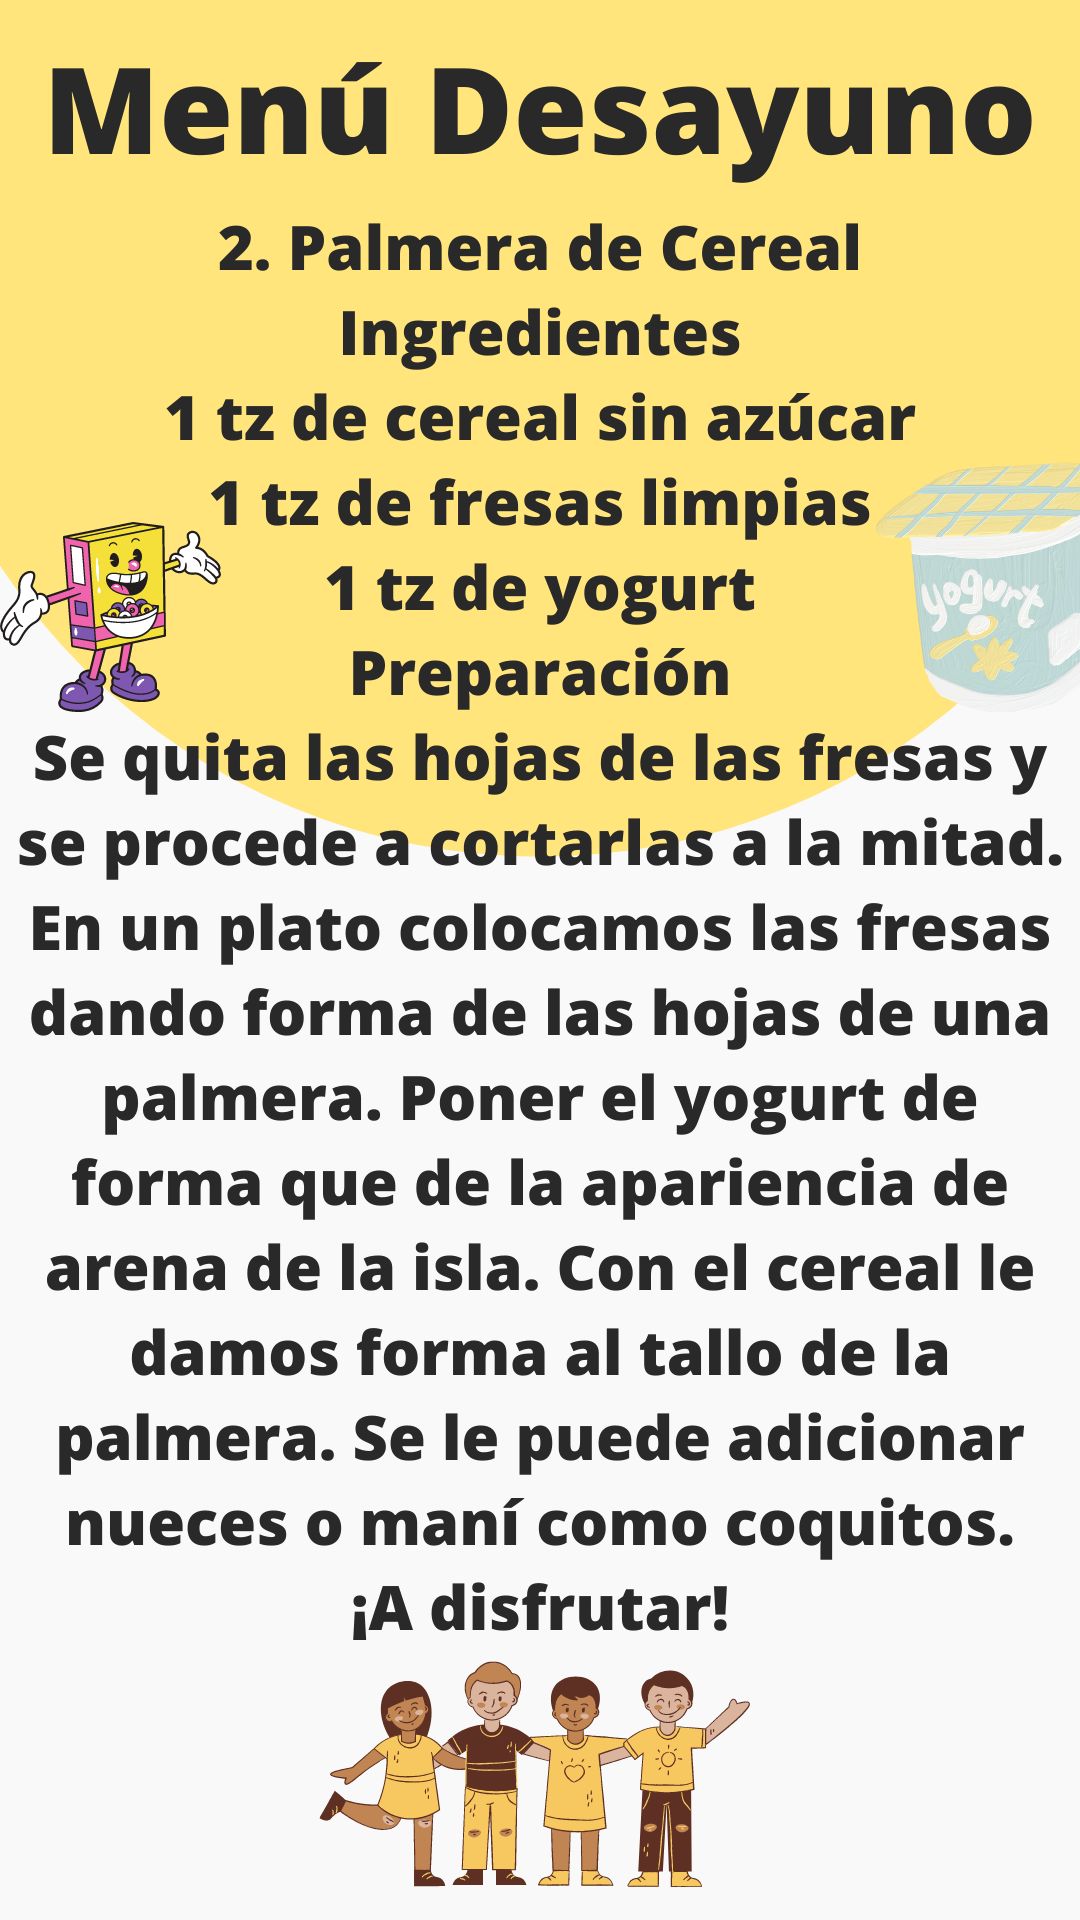 Menú Desayuno
2. Palmera de Cereal
Ingredientes
1 tz de cereal sin azúcar
1 tz de fresas limpias
1 tz de yogurt
yogurt
Preparación
Se quita las hojas de las fresas y
se procede a cortarlas a la mitad.
En un plato colocamos las fresas
dando forma de las hojas de una
palmera. Poner el yogurt de
forma que de la apariencia de
arena de la isla. Con el cereal le
damos forma al tallo de la
palmera. Se le puede adicionar
nueces o maní como coquitos.
¡A disfrutar!